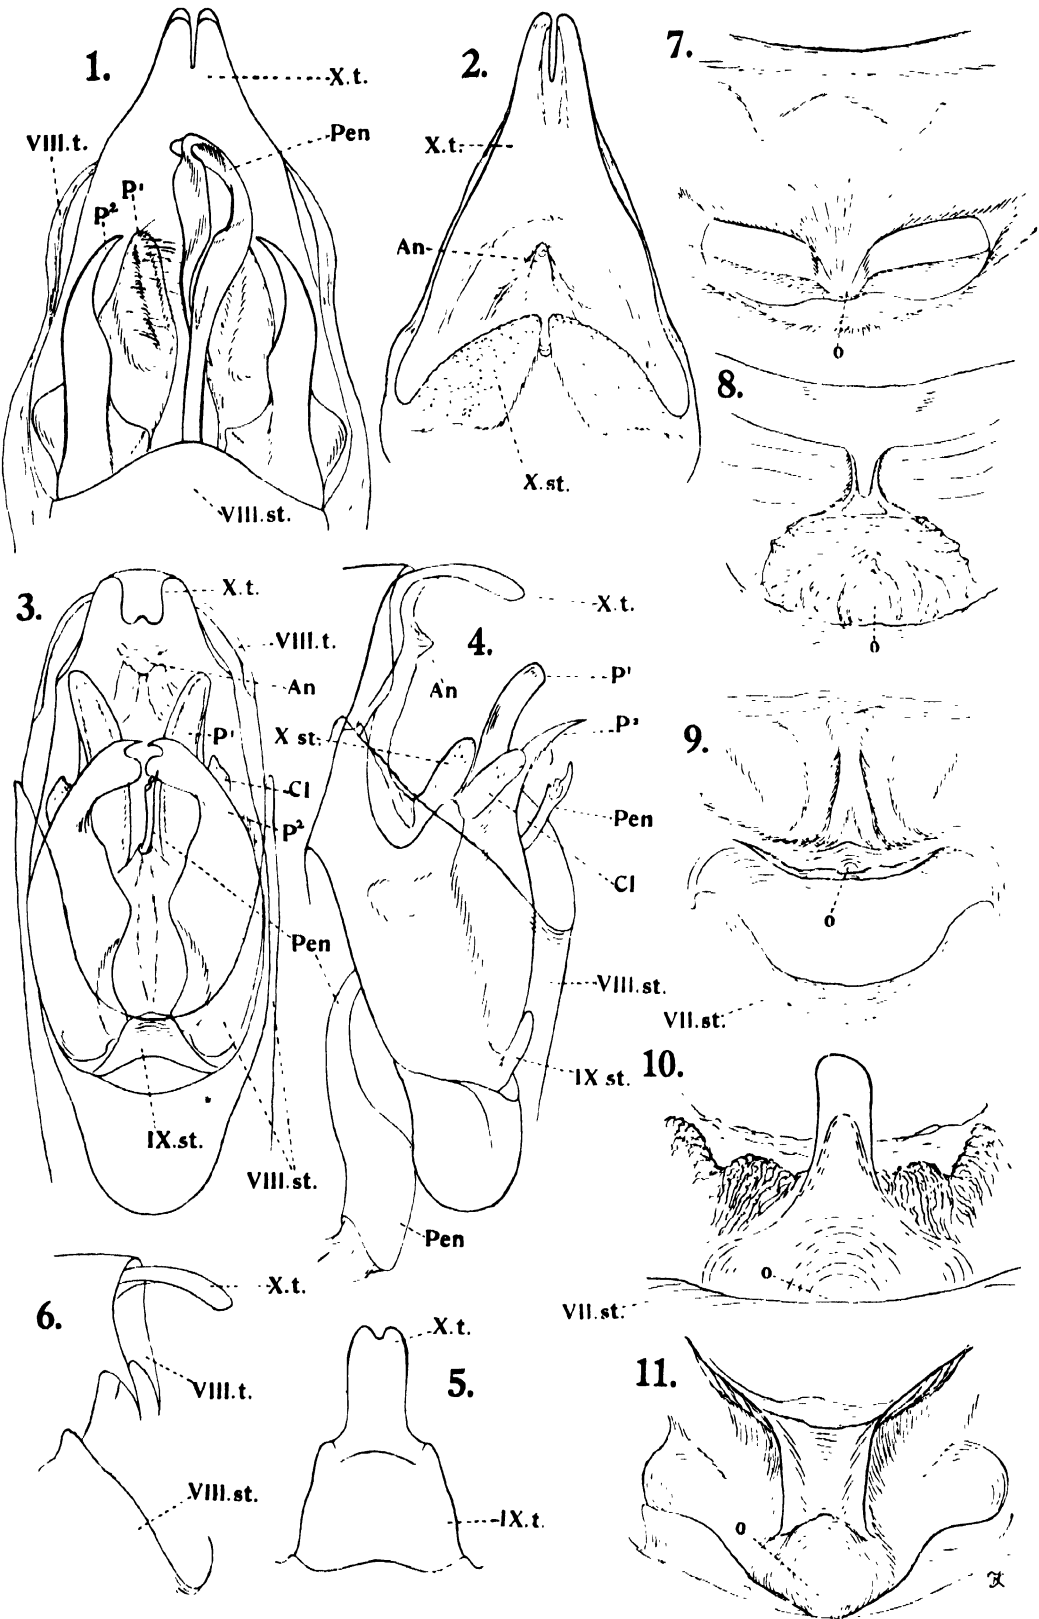 1.
X.t.
VIII.t.
Pen
P¹
P²
VIII.st.
2.
X.t.
An
X.st.
3.
X.t.
VIII.t.
An
P¹
Cl
P²
Pen
IX.st.
VIII.st.
4.
X.t.
An
P¹
X st.
P²
Pen
Cl
VIII.st.
IX st.
Pen
5.
X.t.
IX.t.
6.
X.t.
VIII.t.
VIII.st.
7.
o
8.
o
9.
o
VII.st.
10.
o
VII.st.
11.
o